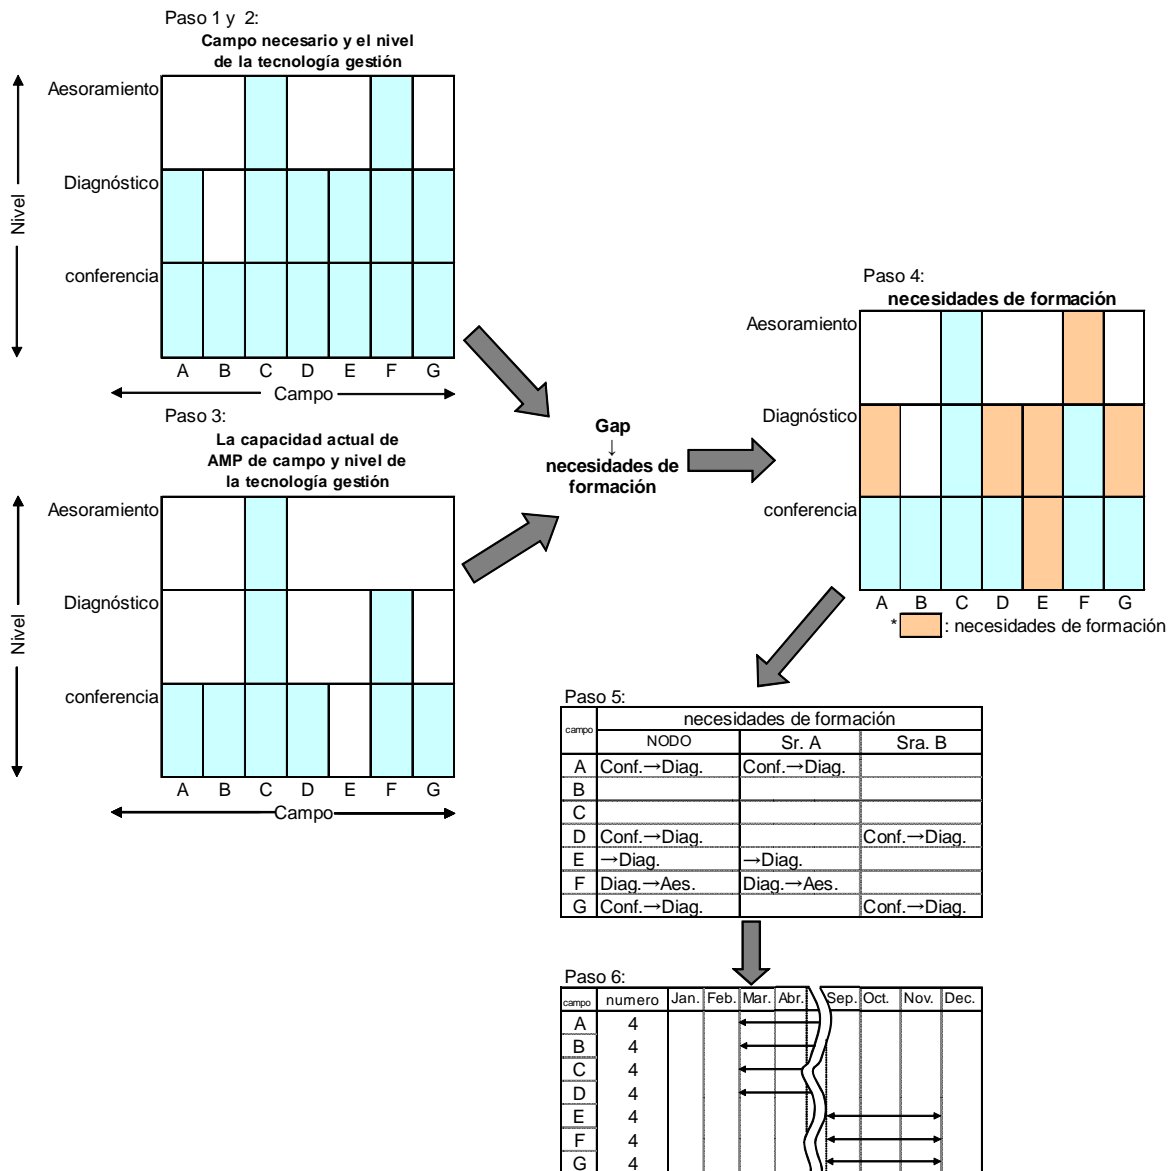 Paso 1 y 2:
Campo necesario y el nivel
de la tecnología gestión
Aesoramiento
Diagnóstico
conferencia
Nivel
A B C D E F G
Campo
Paso 3:
La capacidad actual de
AMP de campo y nivel de
la tecnología gestión
Aesoramiento
Diagnóstico
conferencia
Nivel
A B C D E F G
Campo
Gap
↓
necesidades de
formación
Paso 4:
necesidades de formación
Aesoramiento
Diagnóstico
conferencia
A B C D E F G
* : necesidades de formación
Paso 5:
campo necesidades de formación
NODO Sr. A Sra. B
A Conf.→Diag. Conf.→Diag.
B
C
D Conf.→Diag. Conf.→Diag.
E →Diag. →Diag.
F Diag.→Aes. Diag.→Aes.
G Conf.→Diag. Conf.→Diag.
Paso 6:
campo numero Jan. Feb. Mar. Abr. Sep. Oct. Nov. Dec.
A 4
B 4
C 4
D 4
E 4
F 4
G 4